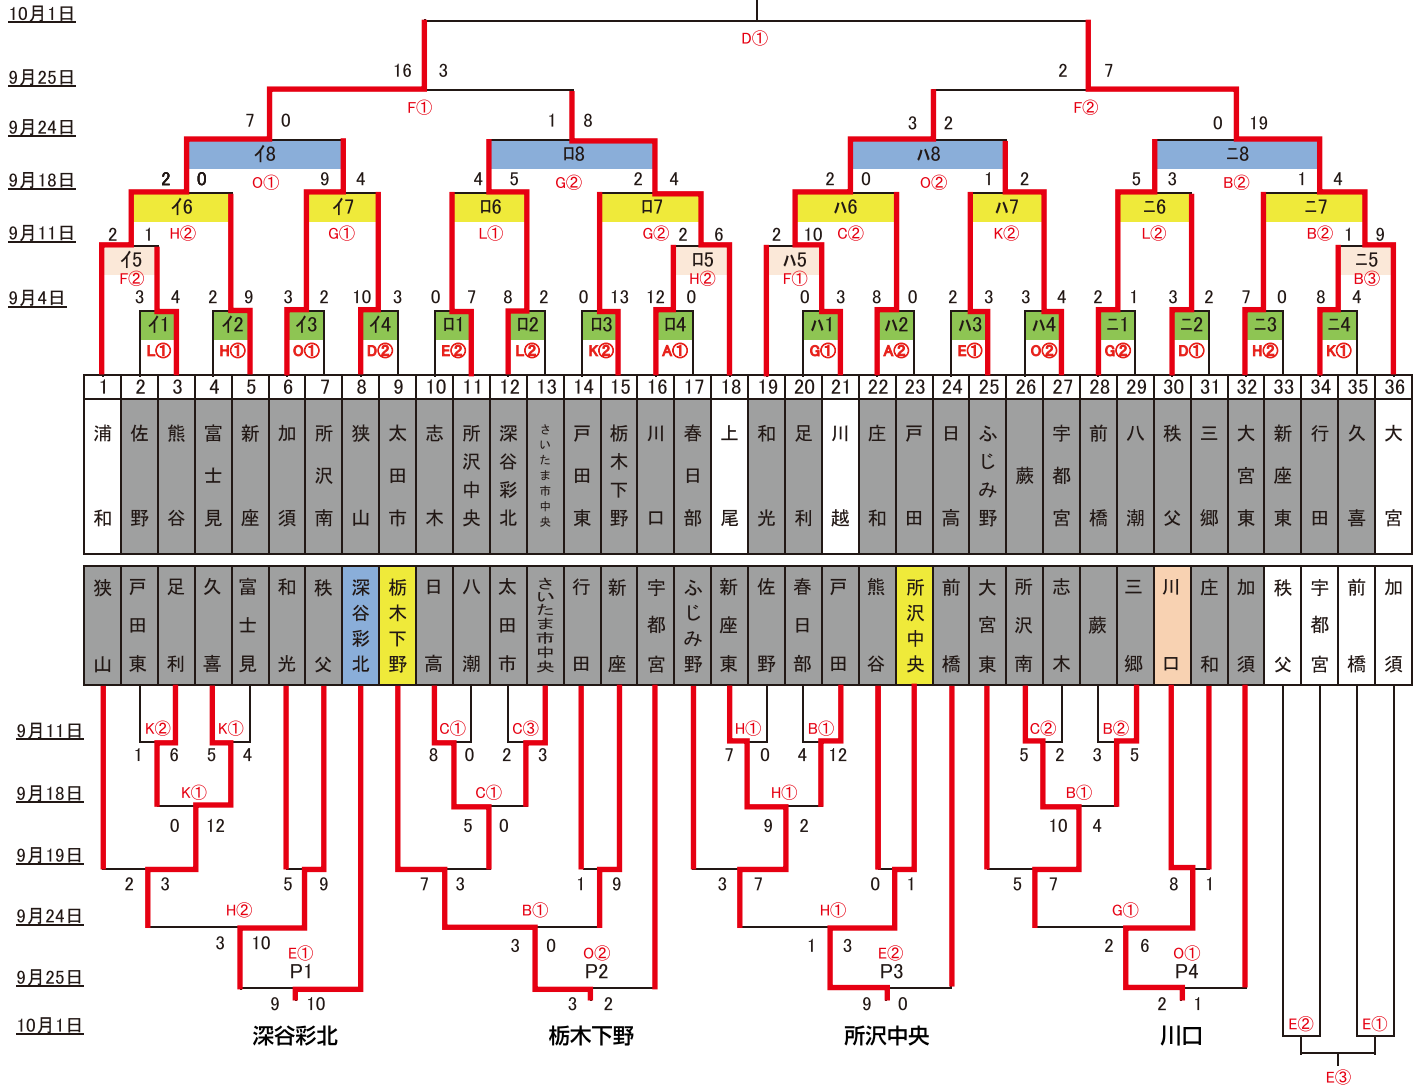 10月1日
D①
9月25日 16 3 2 7
F① F②
9月24日 7 0 1 8 3 2 0 19
イ8 ロ8 ハ8 ニ8
9月18日 2 0 O① 9 4 4 5 G② 2 4 2 0 O② 1 2 5 3 B② 1 4
イ6 イ7 ロ6 ロ7 ハ6 ハ7 ニ6 ニ7
9月11日 2 1 H② G① L① G② 2 6 2 10 C② K② L② B② 1 9
イ5 ロ5 ハ5 ニ5
F② H② F① B③
9月4日 3 4 2 9 3 2 10 3 0 7 8 2 0 13 12 0 0 3 8 0 2 3 3 4 2 1 3 2 7 0 8 4
イ1 イ2 イ3 イ4 ロ1 ロ2 ロ3 ロ4 ハ1 ハ2 ハ3 ハ4 ニ1 ニ2 ニ3 ニ4
L① H① O① D② E② L② K② A① G① A② E① O② G② D① H② K①
1 2 3 4 5 6 7 8 9 10 11 12 13 14 15 16 17 18 19 20 21 22 23 24 25 26 27 28 29 30 31 32 33 34 35 36
浦和 佐野 熊谷 富士見 新座 加須 所沢南 狭山 太田市 志木 所沢中央 深谷彩北 さいたま市中央 戸田東 栃木下野 川口 春日部 上尾 和光 足利 川越 庄和 戸田 日高 ふじみ野 蕨 宇都宮 前橋 八潮 秩父 三郷 大宮東 新座東 行田 久喜 大宮
狭山 戸田東 足利 久喜 富士見 和光 秩父 深谷彩北 栃木下野 日高 八潮 太田市 さいたま市中央 行田 新座 宇都宮 ふじみ野 新座東 佐野 春日部 戸田 熊谷 所沢中央 前橋 大宮東 所沢南 志木 蕨 三郷 川口 庄和 加須 秩父 宇都宮 前橋 加須
9月11日 K② K① C① C③ H① B① C② B②
1 6 5 4 8 0 2 3 7 0 4 12 5 2 3 5
9月18日 K① C① H① B①
0 12 5 0 9 2 10 4
9月19日
2 3 5 9 7 3 1 9 3 7 0 1 5 7 8 1
9月24日 H② B① H① G①
3 10 E① 3 0 O② 1 3 E② 2 6 O①
9月25日 P1 P2 P3 P4
9 10 3 2 9 0 2 1
10月1日 深谷彩北 栃木下野 所沢中央 川口 E② E①
E③